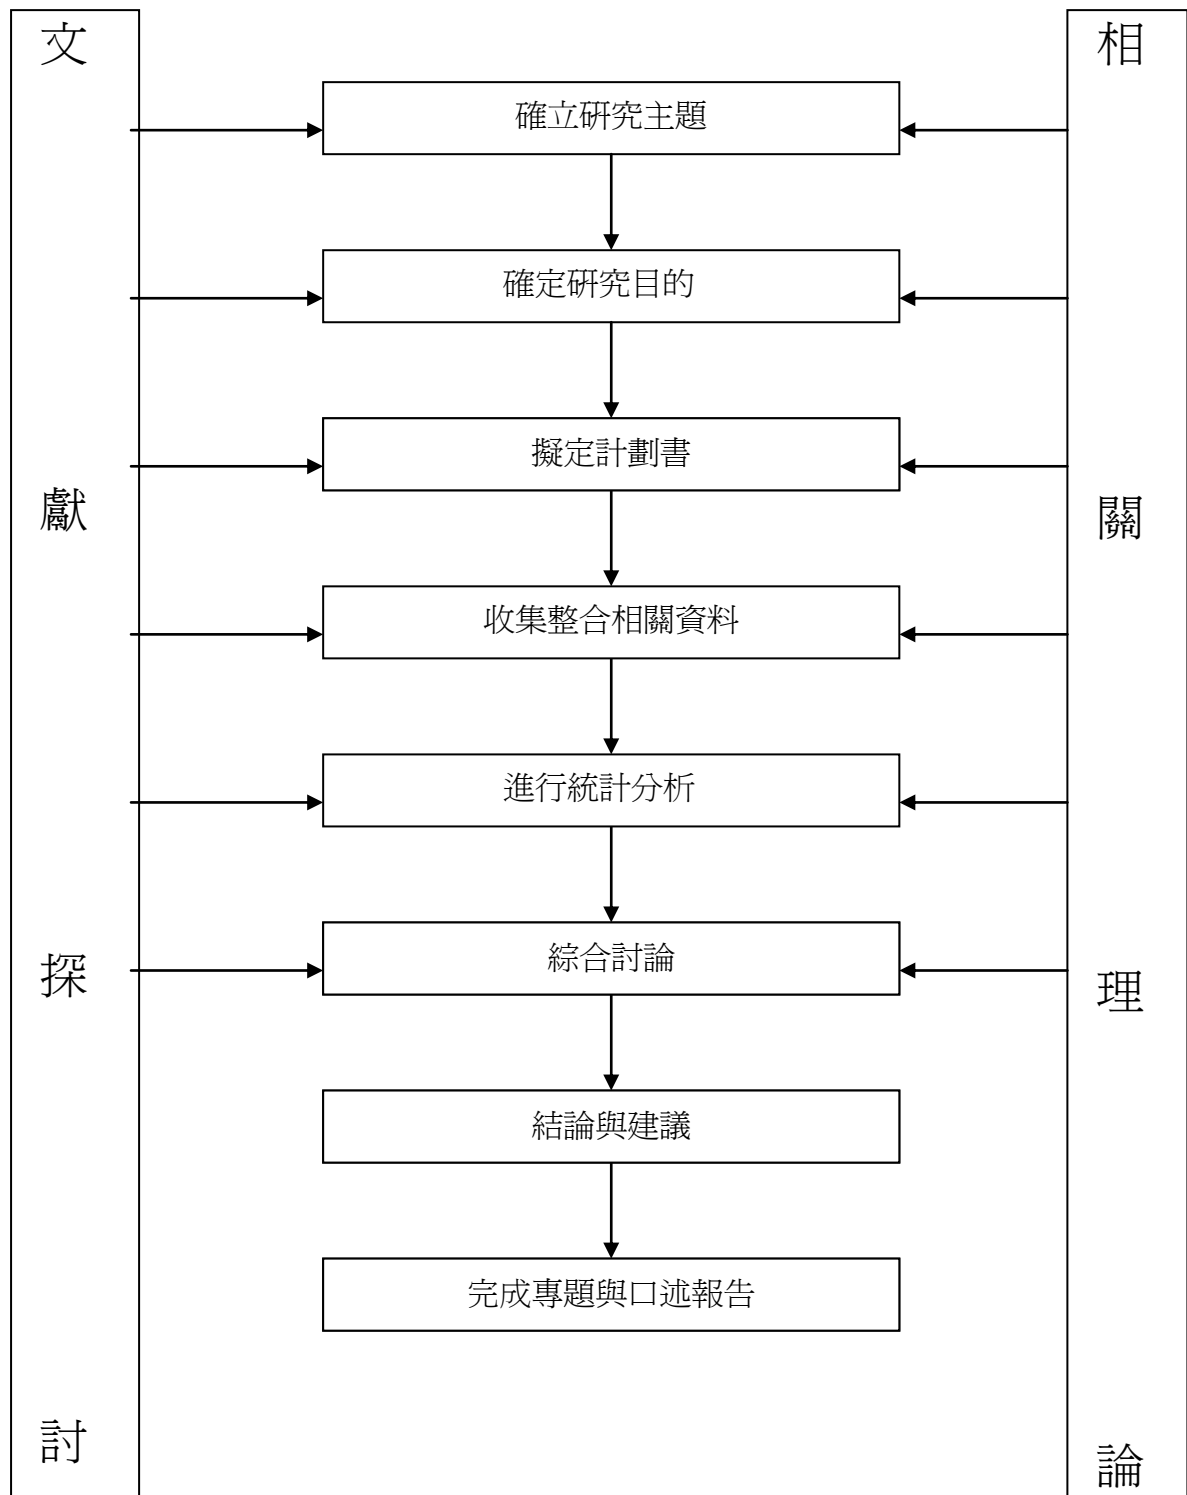 文獻探討
確立研究主題
確定研究目的
擬定計劃書
收集整合相關資料
進行統計分析
綜合討論
結論與建議
完成專題與口述報告
相關理論